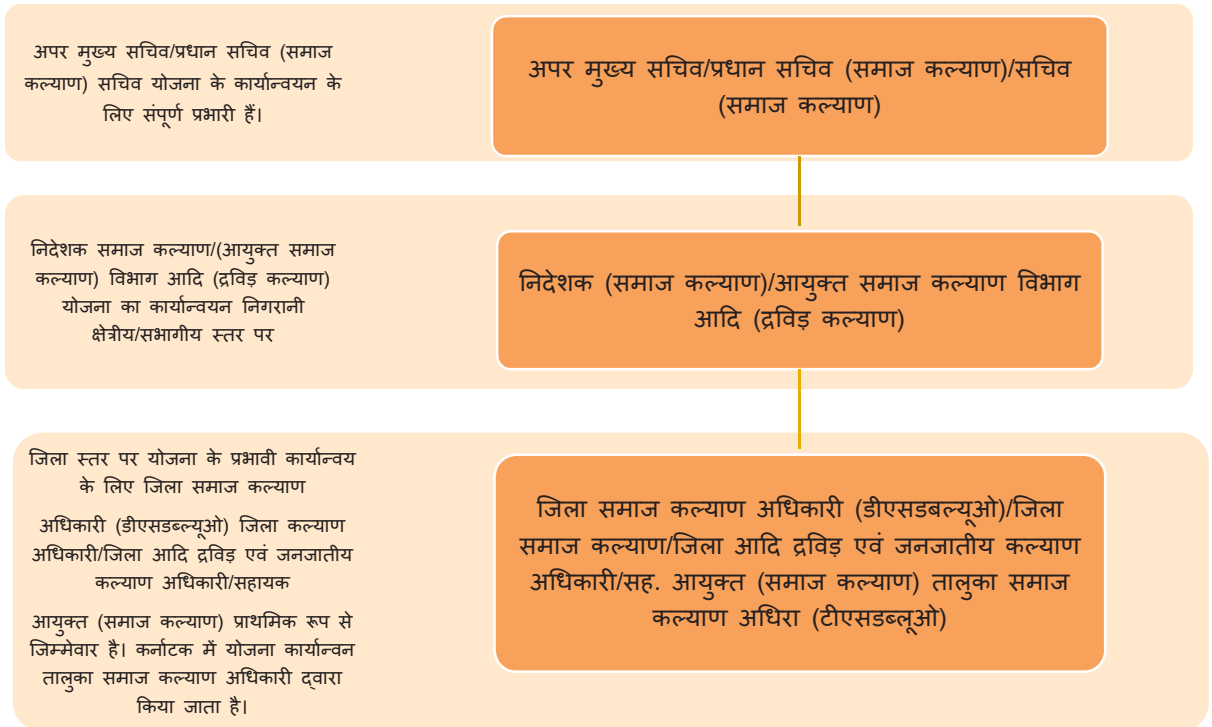 अपर मुख्य सचिव/प्रधान सचिव (समाज
कल्याण) सचिव योजना के कार्यान्वयन के
लिए संपूर्ण प्रभारी हैं।
अपर मुख्य सचिव/प्रधान सचिव (समाज कल्याण)/सचिव
(समाज कल्याण)
निदेशक समाज कल्याण/(आयुक्त समाज
कल्याण) विभाग आदि (द्रविड़ कल्याण)
योजना का कार्यान्वयन निगरानी
क्षेत्रीय/सभागीय स्तर पर
निदेशक (समाज कल्याण)/आयुक्त समाज कल्याण विभाग
आदि (द्रविड़ कल्याण)
जिला स्तर पर योजना के प्रभावी कार्यान्वय
के लिए जिला समाज कल्याण
अधिकारी (डीएसडब्ल्यूओ) जिला कल्याण
अधिकारी/जिला आदि द्रविड़ एवं जनजातीय
कल्याण अधिकारी/सहायक
आयुक्त (समाज कल्याण) प्राथमिक रूप से
जिम्मेवार है। कर्नाटक में योजना कार्यान्वन
तालुका समाज कल्याण अधिकारी द्वारा
किया जाता है।
जिला समाज कल्याण अधिकारी (डीएसडबल्यूओ)/जिला
समाज कल्याण/जिला आदि द्रविड़ एवं जनजातीय कल्याण
अधिकारी/सह. आयुक्त (समाज कल्याण) तालुका समाज
कल्याण अधिरा (टीएसडब्लूओ)